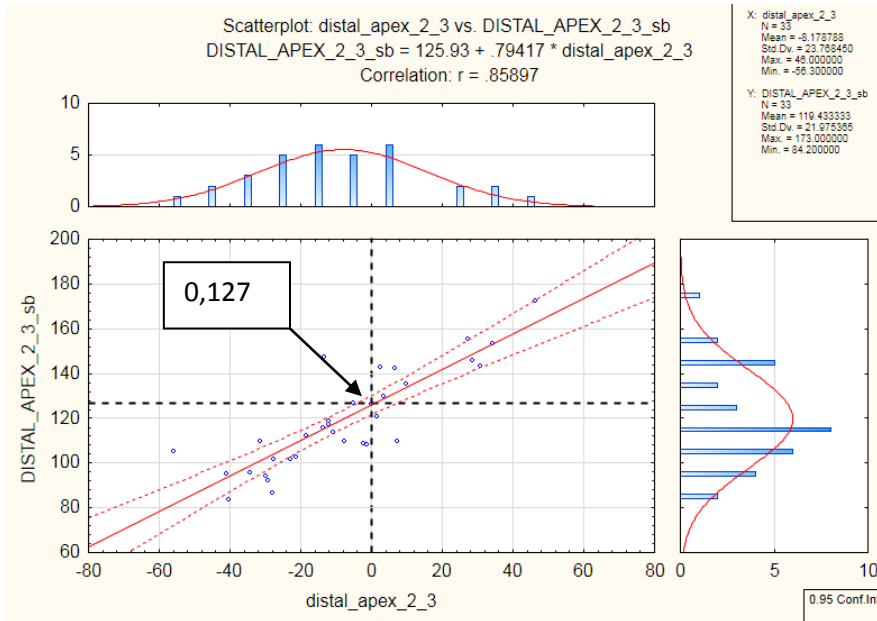 Scatterplot: distal_apex_2_3 vs. DISTAL_APEX_2_3_sb
DISTAL_APEX_2_3_sb = 125.93 + .79417 * distal_apex_2_3
Correlation: r = .85897
X: distal_apex_2_3
N = 33
Mean = -8.178788
Std.Dv. = 23.768450
Max. = 46.000000
Min. = -56.300000
Y: DISTAL_APEX_2_3_sb
N = 33
Mean = 119.433333
Std.Dv. = 21.975365
Max. = 173.000000
Min. = 84.200000
10
5
0
200
180
160
140
120
100
80
60
DISTAL_APEX_2_3_sb
0,127
-80 -60 -40 -20 0 20 40 60 80
distal_apex_2_3
0 5 10
0.95 Conf.In